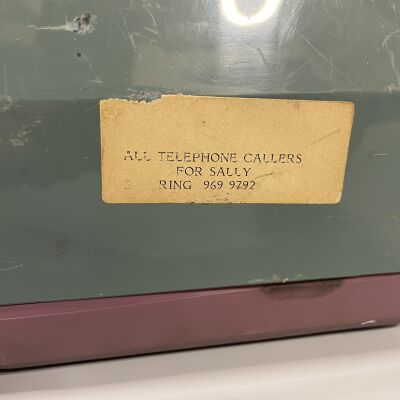 ALL TELEPHONE CALLERS
FOR SALLY
RING 969 9792